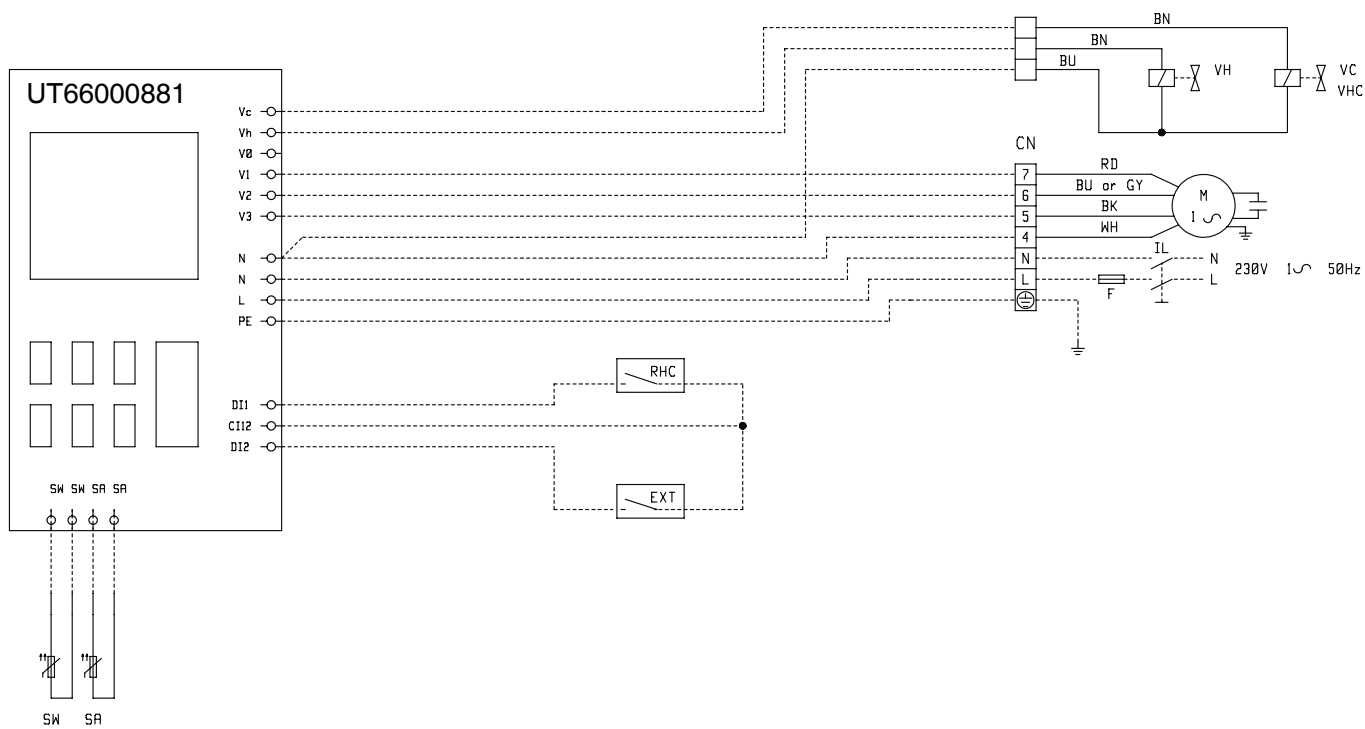 UT66000881
Vc
Vh
V0
V1
V2
V3
N
N
L
PE
DI1
CI12
DI2
SW SW SA SA
SW SA
RHC
EXT
BN
BN
BU
VH
VC
VHC
CN
7 RD
6 BU or GY
5 BK
4 WH
N
L
M
1
IL
F
N
L
230V 1 50Hz